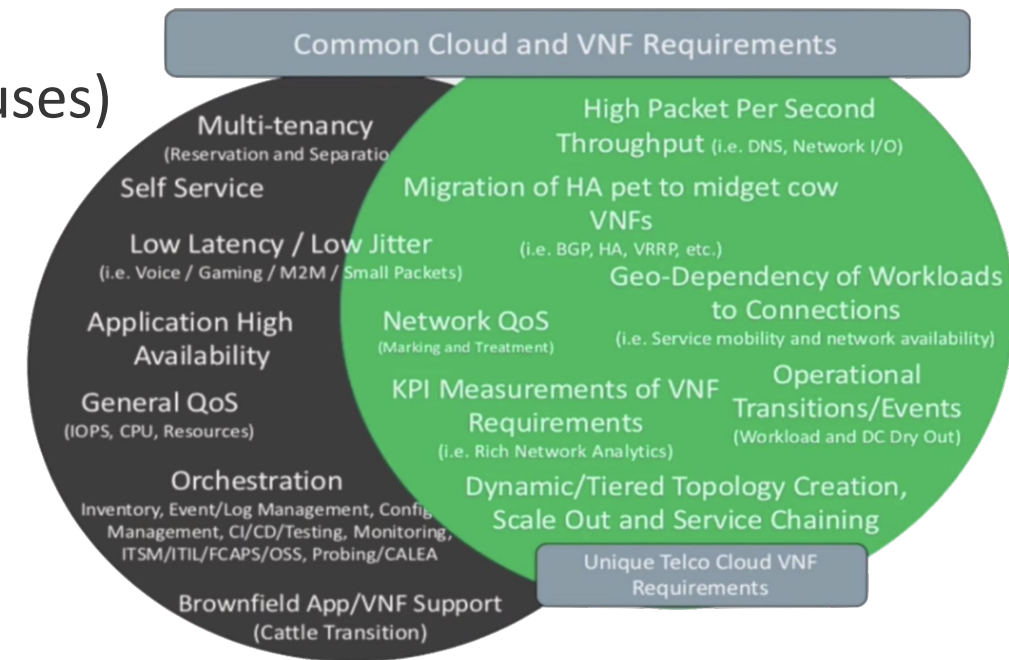 Common Cloud and VNF Requirements
uses)
Multi-tenancy
(Reservation and Separatio
Self Service
Low Latency / Low Jitter
(i.e. Voice / Gaming / M2M / Small Packets)
Application High
Availability
General QoS
(IOPS, CPU, Resources)
Orchestration
Inventory, Event/Log Management, Config
Management, CI/CD/Testing, Monitoring,
ITSM/ITIL/FCAPS/OSS, Probing/CALEA
Brownfield App/VNF Support
(Cattle Transition)
High Packet Per Second
Throughput (i.e. DNS, Network I/O)
Migration of HA pet to midget cow
VNFs
(i.e. BGP, HA, VRRP, etc.)
Geo-Dependency of Workloads
to Connections
(i.e. Service mobility and network availability)
Network QoS
(Marking and Treatment)
KPI Measurements of VNF
Requirements
(i.e. Rich Network Analytics)
Operational
Transitions/Events
(Workload and DC Dry Out)
Dynamic/Tiered Topology Creation,
Scale Out and Service Chaining
Unique Telco Cloud VNF
Requirements